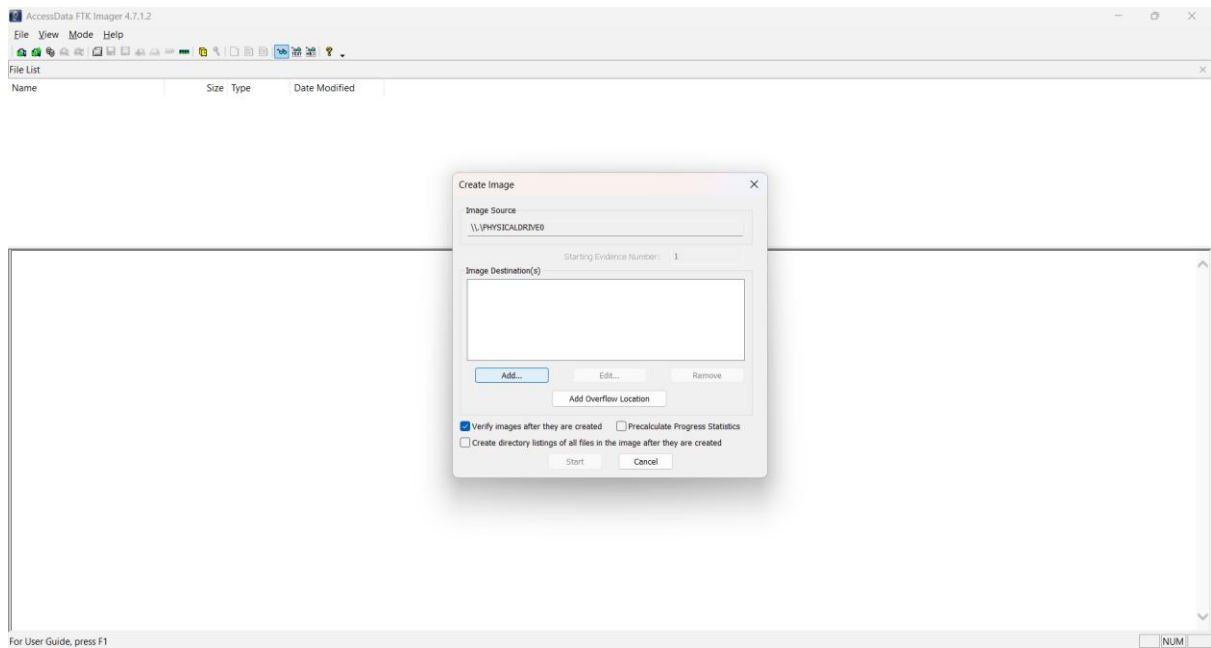 AccessData FTK Imager 4.7.1.2
File View Mode Help
File List
Name Size Type Date Modified
Create Image
Image Source
\\.\PHYSICALDRIVE0
Starting Evidence Number: 1
Image Destination(s)
Add... Edit... Remove
Add Overflow Location
Verify images after they are created Precalculate Progress Statistics
Create directory listings of all files in the image after they are created
Start Cancel
For User Guide, press F1 NUM